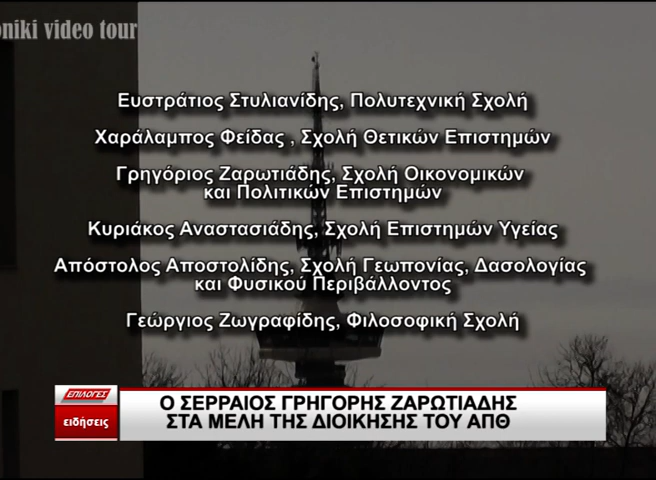 oniki video tour
Ευστράτιος Στυλιανίδης, Πολυτεχνική Σχολή
Χαράλαμπος Φείδας , Σχολή Θετικών Επιστημών
Γρηγόριος Ζαρωτιάδης, Σχολή Οικονομικών
και Πολιτικών Επιστημών
Κυριάκος Αναστασιάδης, Σχολή Επιστημών Υγείας
Απόστολος Αποστολίδης, Σχολή Γεωπονίας, Δασολογίας
και Φυσικού Περιβάλλοντος
Γεώργιος Ζωγραφίδης, Φιλοσοφική Σχολή
ΕΠΙΛΟΓΕΣ
ειδήσεις
Ο ΣΕΡΡΑΙΟΣ ΓΡΗΓΟΡΗΣ ΖΑΡΩΤΙΑΔΗΣ
ΣΤΑ ΜΕΛΗ ΤΗΣ ΔΙΟΙΚΗΣΗΣ ΤΟΥ ΑΠΘ